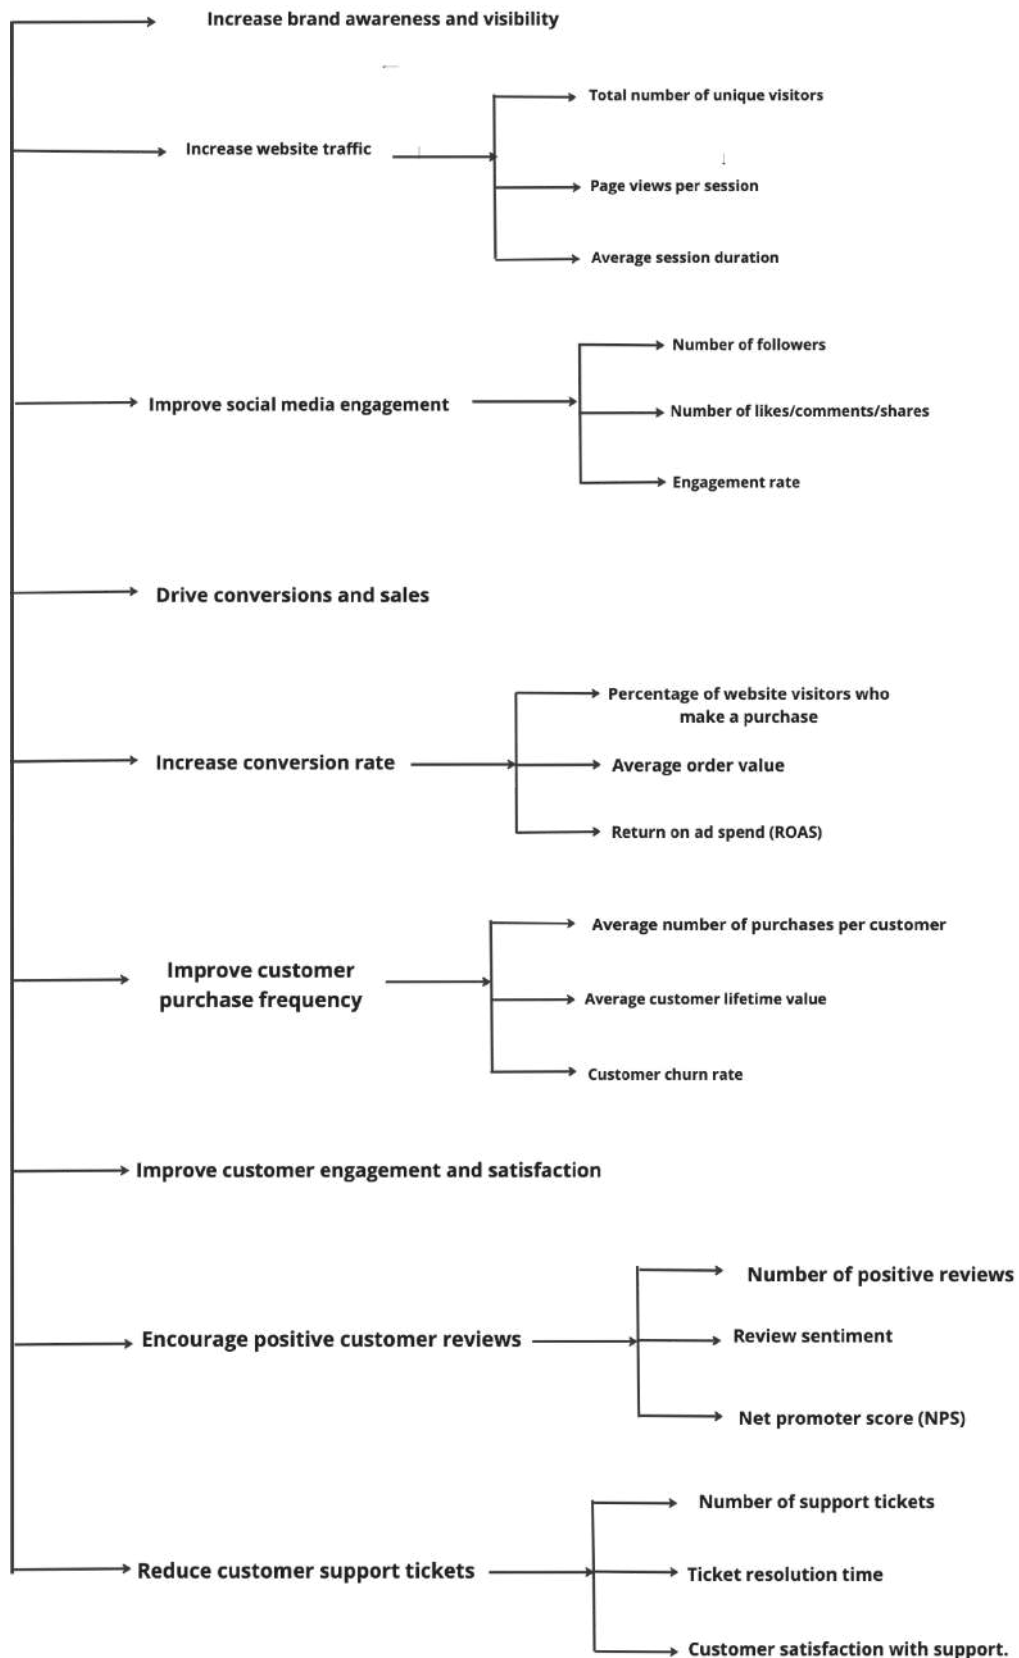 Increase brand awareness and visibility
Total number of unique visitors
Increase website traffic
Page views per session
Average session duration
Number of followers
Improve social media engagement
Number of likes/comments/shares
Engagement rate
Drive conversions and sales
Percentage of website visitors who
make a purchase
Increase conversion rate
Average order value
Return on ad spend (ROAS)
Average number of purchases per customer
Improve customer
purchase frequency
Average customer lifetime value
Customer churn rate
Improve customer engagement and satisfaction
Number of positive reviews
Encourage positive customer reviews
Review sentiment
Net promoter score (NPS)
Number of support tickets
Reduce customer support tickets
Ticket resolution time
Customer satisfaction with support.